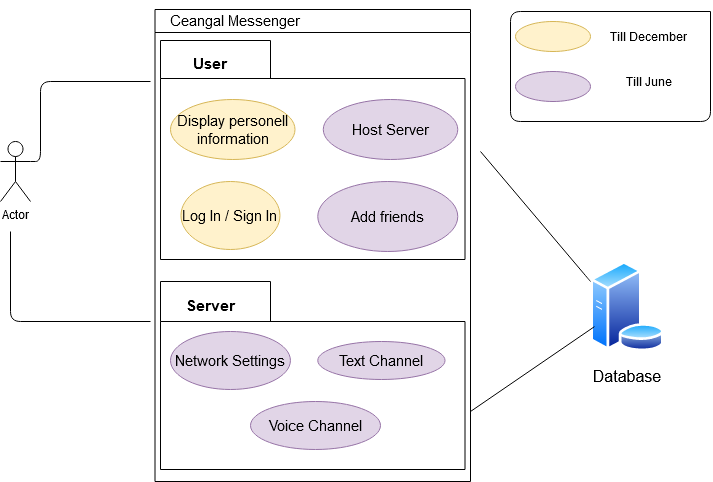 Ceangal Messenger
User
Display personell
information
Host Server
Log In / Sign In
Add friends
Server
Network Settings
Text Channel
Voice Channel
Actor
Till December
Till June
Database